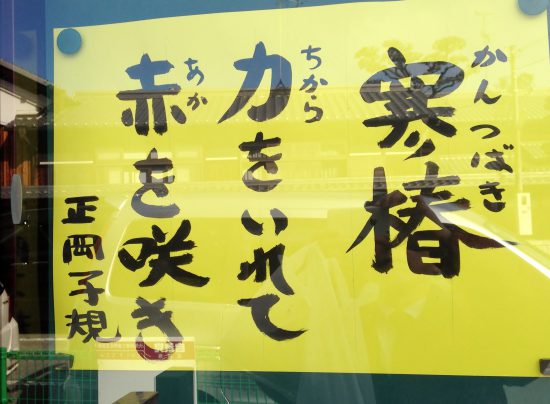 かんつばき
寒椿
ちから
力をいれて
あか
赤を咲き
正岡子規